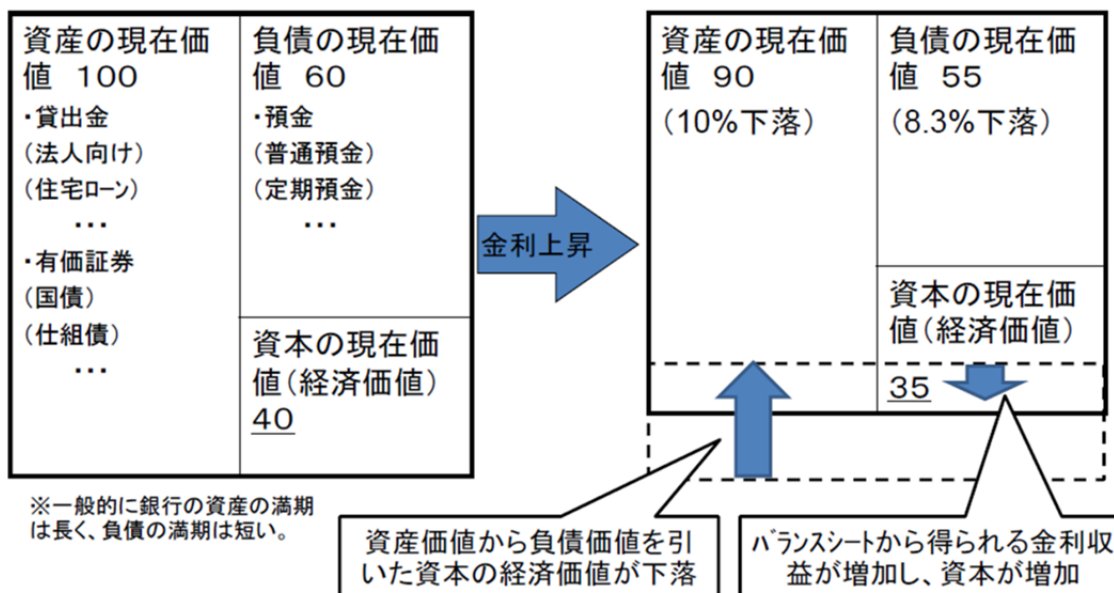 資産の現在価
値 100
・貸出金
(法人向け)
(住宅ローン)
…
・有価証券
(国債)
(仕組債)
…
負債の現在価
値 60
・預金
(普通預金)
(定期預金)
…
資本の現在価
値(経済価値)
40
※一般的に銀行の資産の満期
は長く、負債の満期は短い。
金利上昇
資産の現在価
値 90
(10%下落)
負債の現在価
値 55
(8.3%下落)
資本の現在価
値(経済価値)
35
資産価値から負債価値を引
いた資本の経済価値が下落
バランスシートから得られる金利収
益が増加し、資本が増加